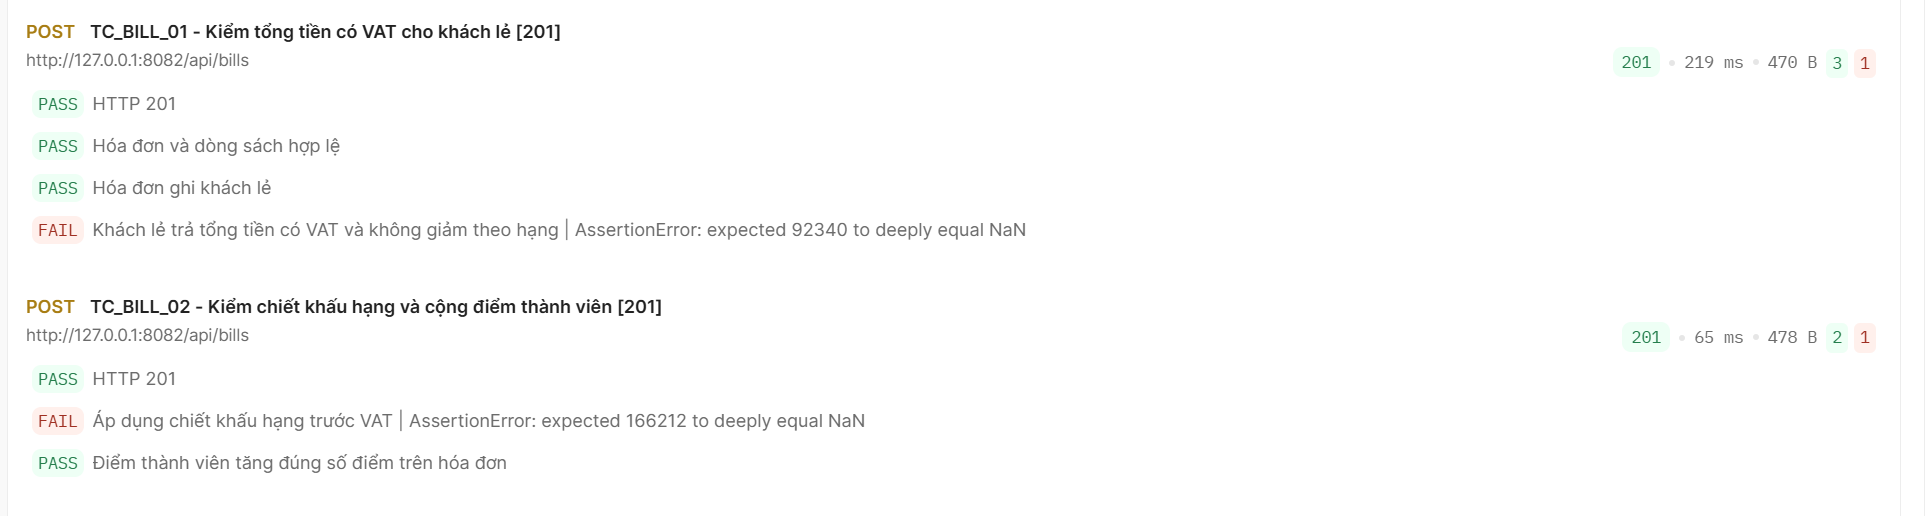 POST TC_BILL_01 - Kiểm tổng tiền có VAT cho khách lẻ [201]
http://127.0.0.1:8082/api/bills
201 • 219 ms • 470 B 3 1
PASS HTTP 201
PASS Hóa đơn và dòng sách hợp lệ
PASS Hóa đơn ghi khách lẻ
FAIL Khách lẻ trả tổng tiền có VAT và không giảm theo hạng | AssertionError: expected 92340 to deeply equal NaN
POST TC_BILL_02 - Kiểm chiết khấu hạng và cộng điểm thành viên [201]
http://127.0.0.1:8082/api/bills
201 • 65 ms • 478 B 2 1
PASS HTTP 201
FAIL Áp dụng chiết khấu hạng trước VAT | AssertionError: expected 166212 to deeply equal NaN
PASS Điểm thành viên tăng đúng số điểm trên hóa đơn